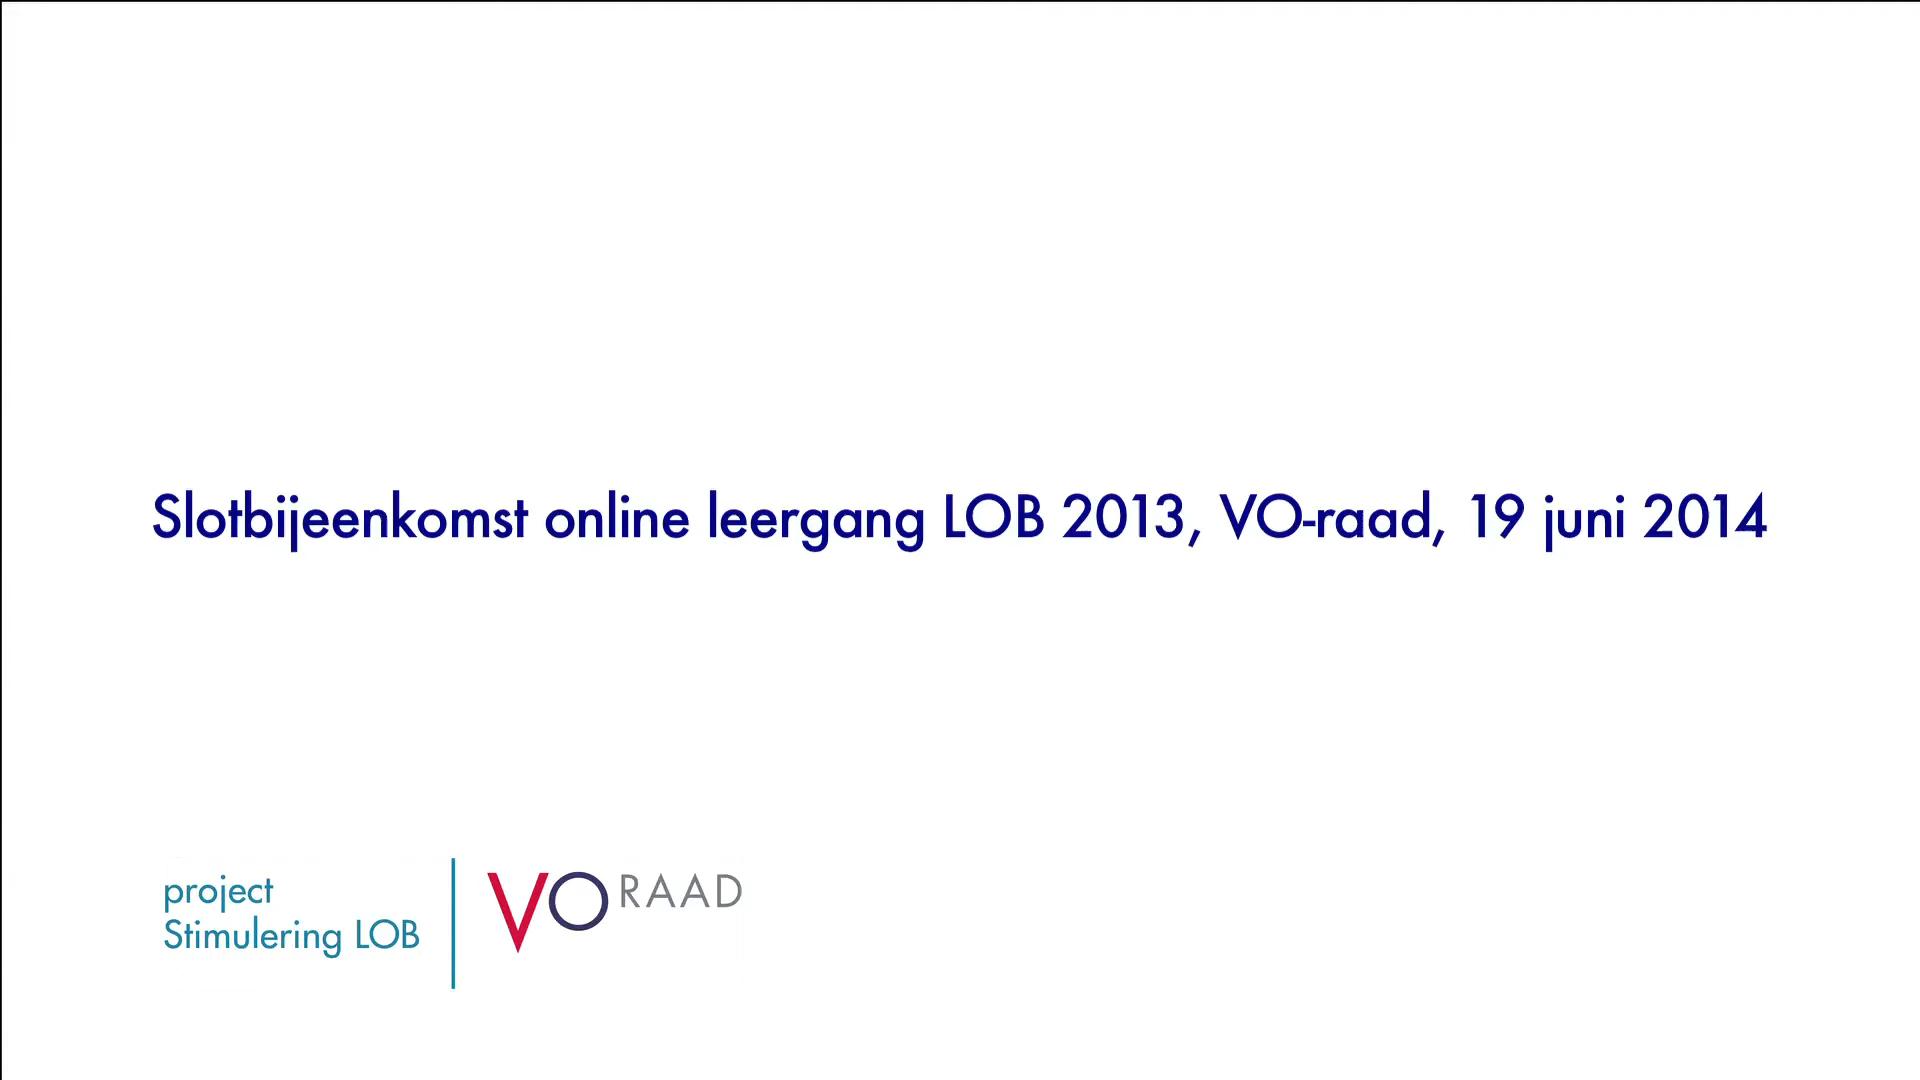 Slotbijeenkomst online leergang LOB 2013, VO-raad, 19 juni 2014
project
Stimulering LOB
VO RAAD